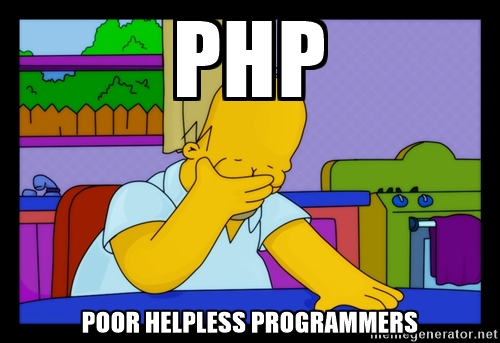 PHP
POOR HELPLESS PROGRAMMERS
memegenerator.net